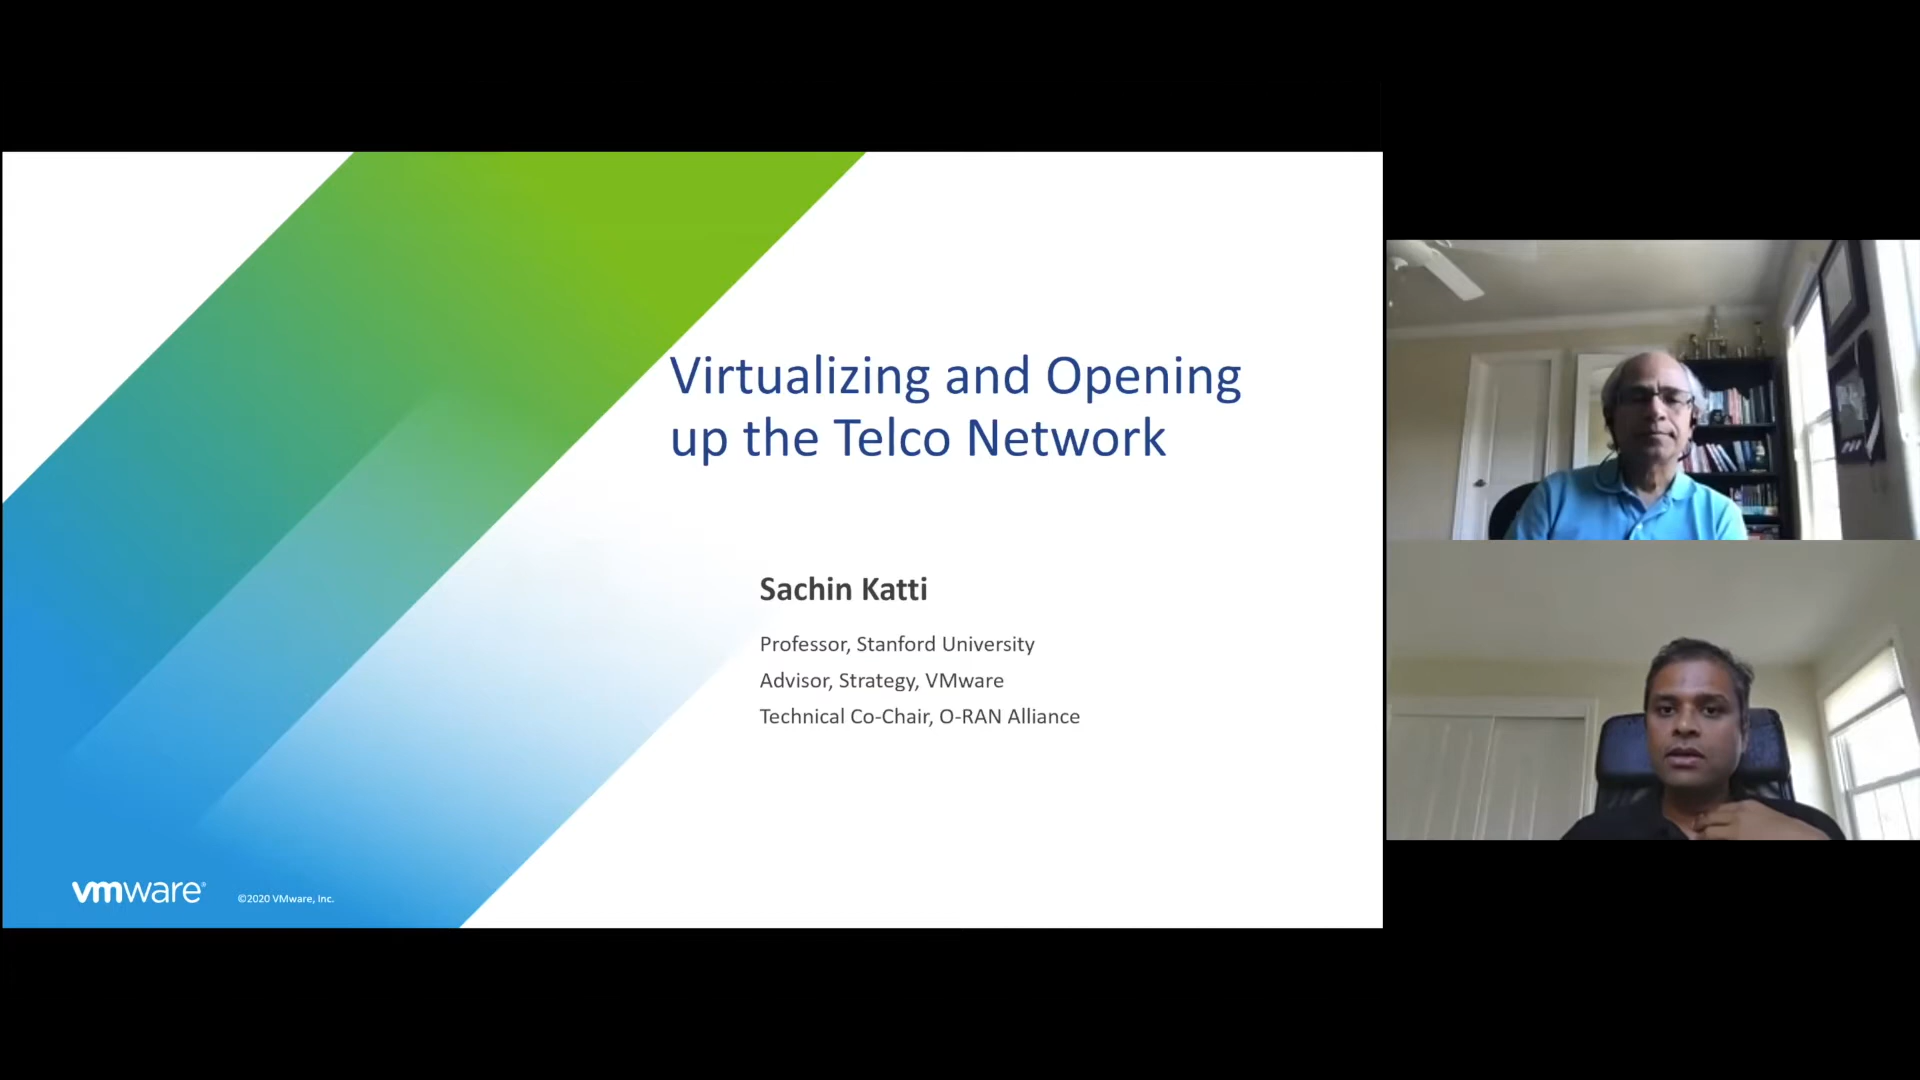 Virtualizing and Opening
up the Telco Network
Sachin Katti
Professor, Stanford University
Advisor, Strategy, VMware
Technical Co-Chair, O-RAN Alliance
vmware®
©2020 VMware, Inc.